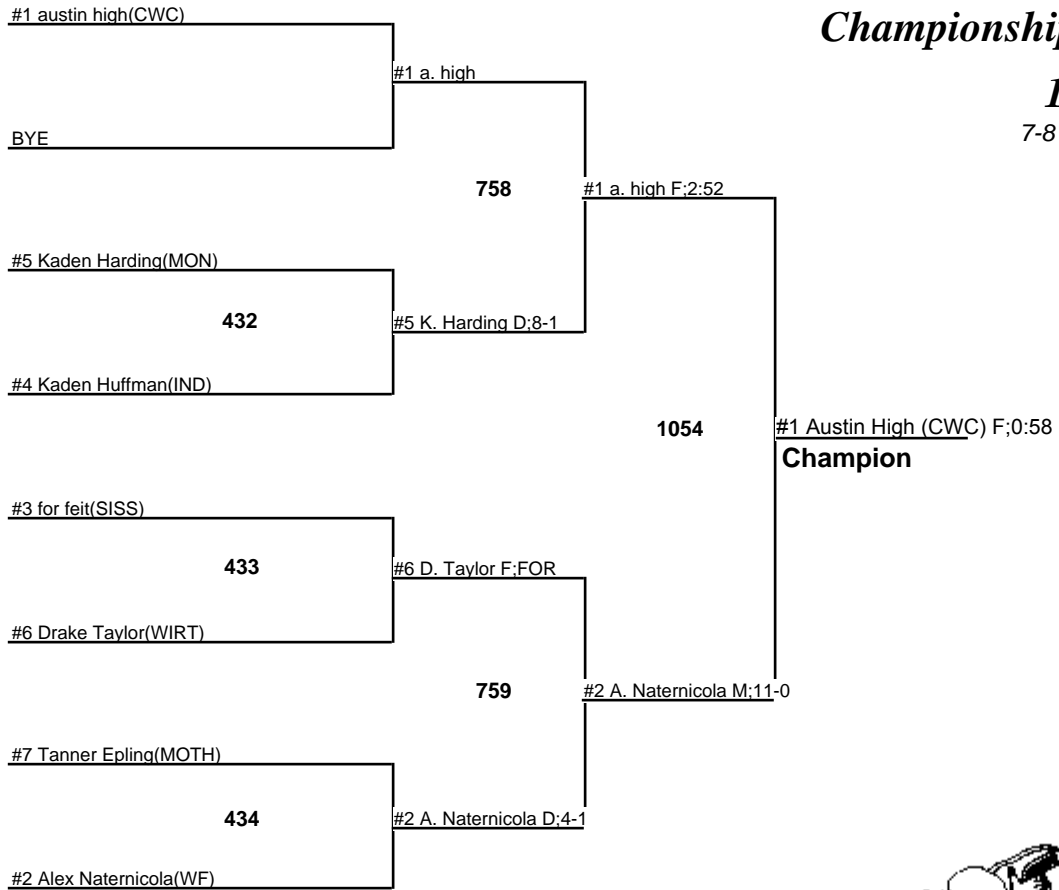 #1 austin high(CWC)
Championship
#1 a. high
1
BYE
7-8
758
#1 a. high F;2:52
#5 Kaden Harding(MON)
432
#5 K. Harding D;8-1
#4 Kaden Huffman(IND)
1054
#1 Austin High (CWC) F;0:58
Champion
#3 for feit(SISS)
433
#6 D. Taylor F;FOR
#6 Drake Taylor(WIRT)
759
#2 A. Naternicola M;11-0
#7 Tanner Epling(MOTH)
434
#2 A. Naternicola D;4-1
#2 Alex Naternicola(WF)